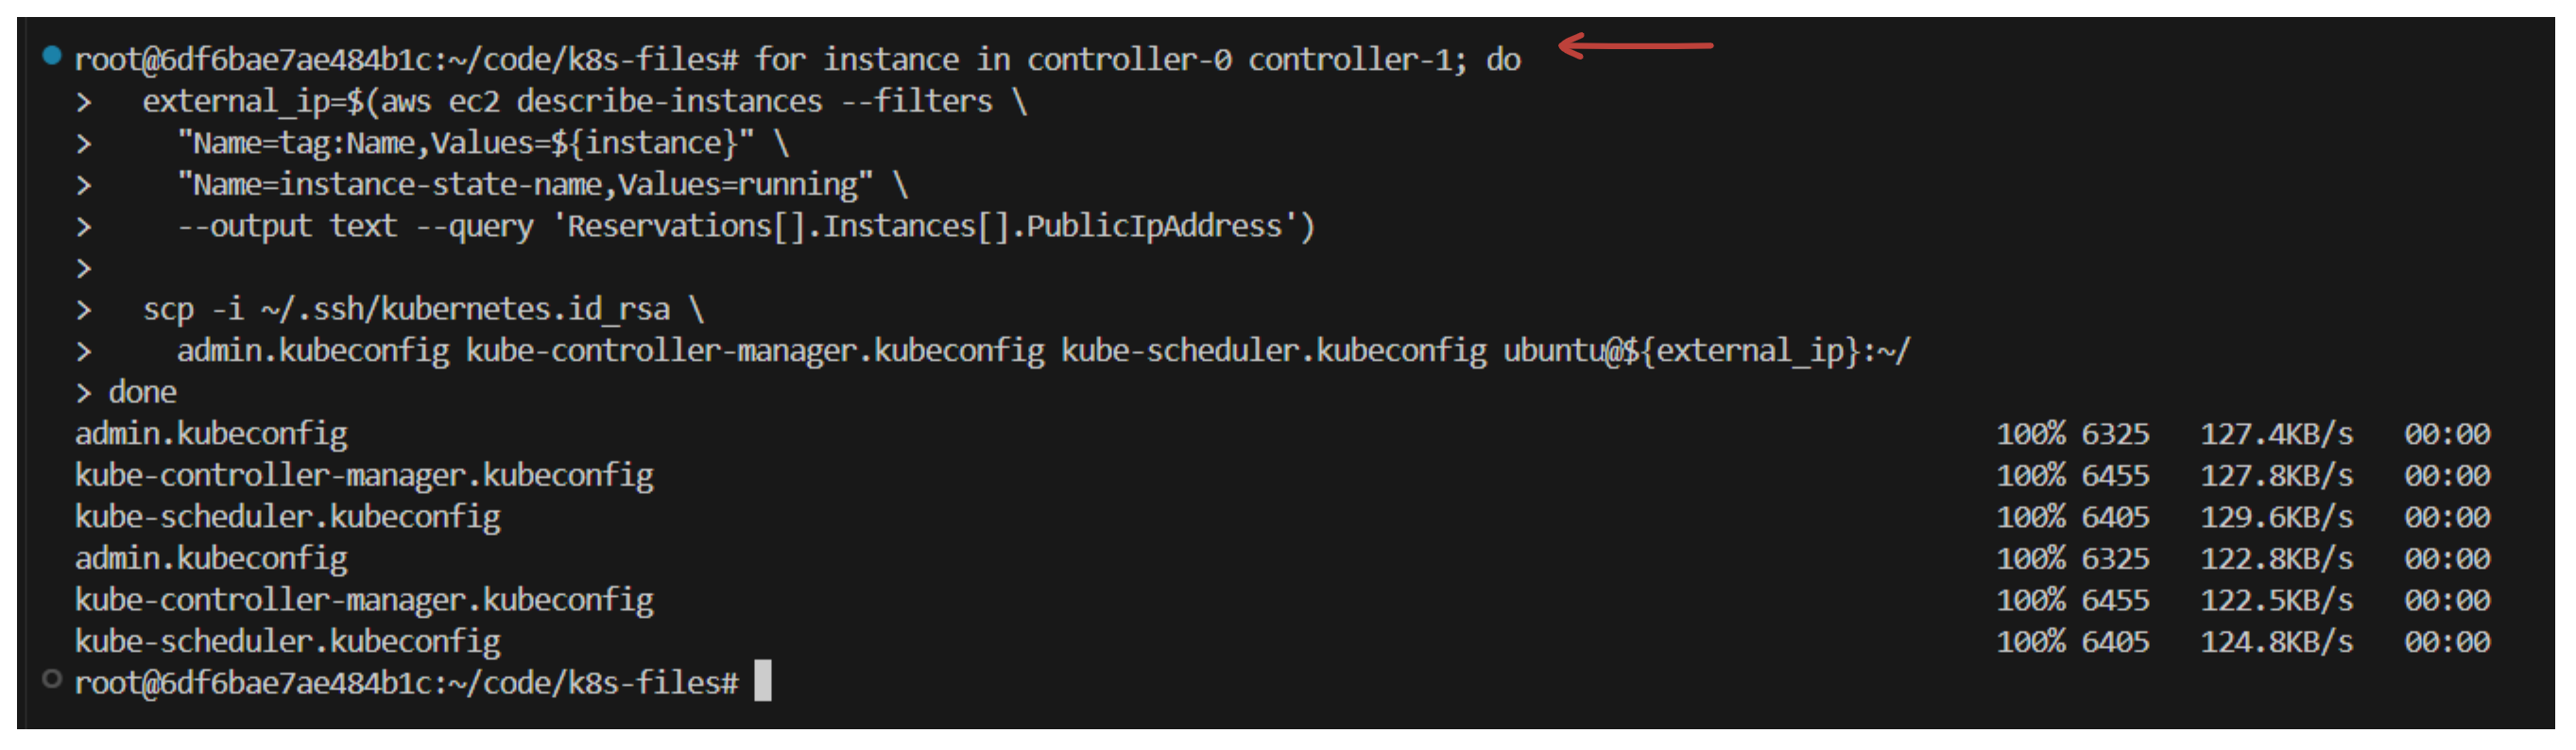 root@6df6bae7ae484b1c:~/code/k8s-files# for instance in controller-0 controller-1; do
>   external_ip=$(aws ec2 describe-instances --filters \
>     "Name=tag:Name,Values=${instance}" \
>     "Name=instance-state-name,Values=running" \
>     --output text --query 'Reservations[].Instances[].PublicIpAddress')
>
>   scp -i ~/.ssh/kubernetes.id_rsa \
>     admin.kubeconfig kube-controller-manager.kubeconfig kube-scheduler.kubeconfig ubuntu@${external_ip}:~/
> done
admin.kubeconfig 100% 6325 127.4KB/s 00:00
kube-controller-manager.kubeconfig 100% 6455 127.8KB/s 00:00
kube-scheduler.kubeconfig 100% 6405 129.6KB/s 00:00
admin.kubeconfig 100% 6325 122.8KB/s 00:00
kube-controller-manager.kubeconfig 100% 6455 122.5KB/s 00:00
kube-scheduler.kubeconfig 100% 6405 124.8KB/s 00:00
root@6df6bae7ae484b1c:~/code/k8s-files#